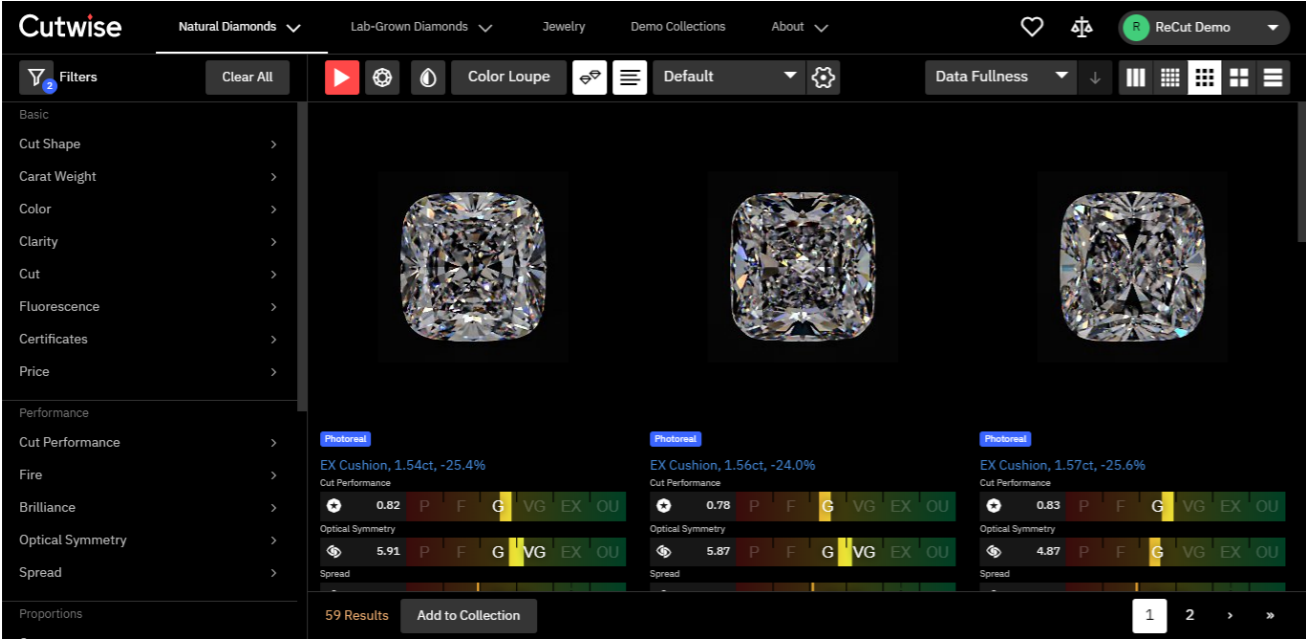 Cutwise
Natural Diamonds
Lab-Grown Diamonds
Jewelry
Demo Collections
About
R
ReCut Demo
2
Filters
Clear All
Color Loupe
Default
Data Fullness
Basic
Cut Shape
Carat Weight
Color
Clarity
Cut
Fluorescence
Certificates
Price
Performance
Cut Performance
Fire
Brilliance
Optical Symmetry
Spread
Proportions
Photoreal
EX Cushion, 1.54ct, -25.4%
Cut Performance
0.82 P F G VG EX OU
Optical Symmetry
5.91 P F G VG EX OU
Spread
Photoreal
EX Cushion, 1.56ct, -24.0%
Cut Performance
0.78 P F G VG EX OU
Optical Symmetry
5.87 P F G VG EX OU
Spread
Photoreal
EX Cushion, 1.57ct, -25.6%
Cut Performance
0.83 P F G VG EX OU
Optical Symmetry
4.87 P F G VG EX OU
Spread
59 Results
Add to Collection
1 2 › »